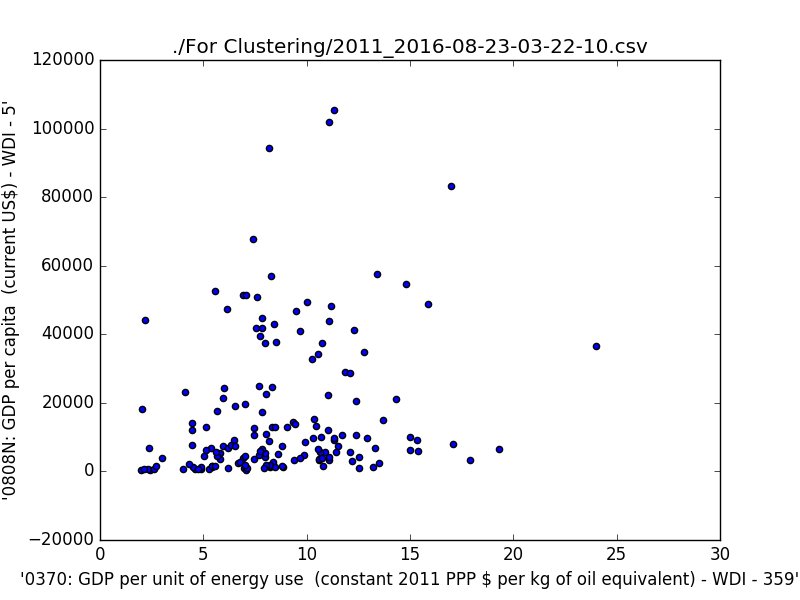 ./For Clustering/2011_2016-08-23-03-22-10.csv
'0808N: GDP per capita  (current US$) - WDI - 5'
120000
100000
80000
60000
40000
20000
0
−20000
0 5 10 15 20 25 30
'0370: GDP per unit of energy use  (constant 2011 PPP $ per kg of oil equivalent) - WDI - 359'